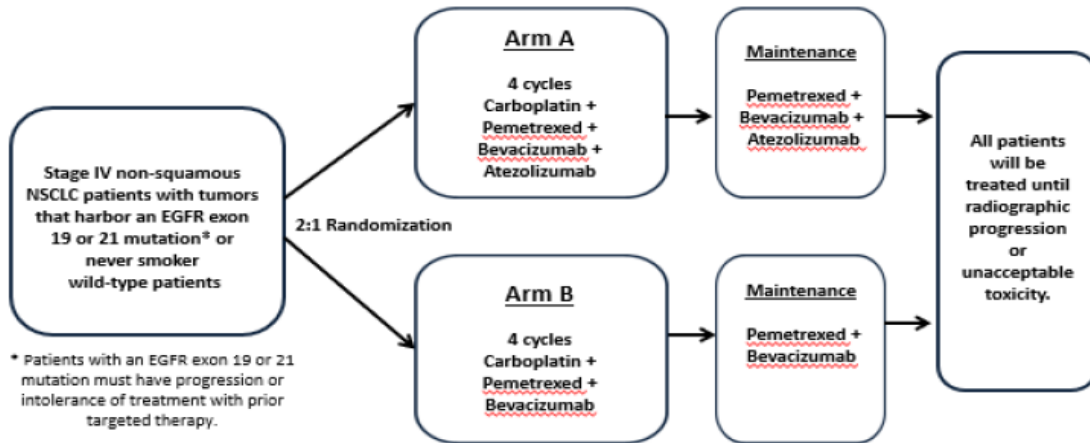 Stage IV non-squamous
NSCLC patients with tumors
that harbor an EGFR exon
19 or 21 mutation* or
never smoker
wild-type patients
* Patients with an EGFR exon 19 or 21
mutation must have progression or
intolerance of treatment with prior
targeted therapy.
2:1 Randomization
Arm A
4 cycles
Carboplatin +
Pemetrexed +
Bevacizumab +
Atezolizumab
Maintenance
Pemetrexed +
Bevacizumab +
Atezolizumab
Arm B
4 cycles
Carboplatin +
Pemetrexed +
Bevacizumab
Maintenance
Pemetrexed +
Bevacizumab
All patients
will be
treated until
radiographic
progression
or
unacceptable
toxicity.